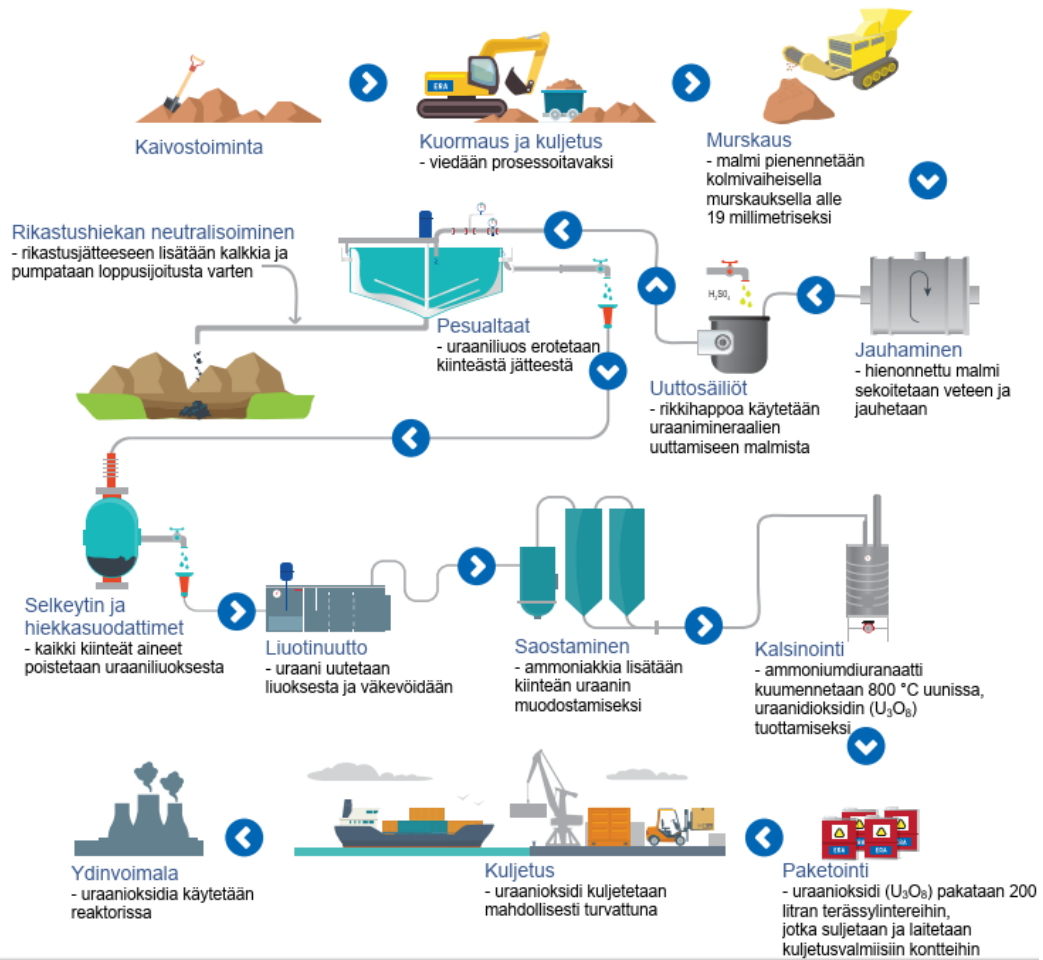 Kaivostoiminta
ERA
Kuormaus ja kuljetus
- viedään prosessoitavaksi
Murskaus
- malmi pienennetään
kolmivaiheisella
murskauksella alle
19 millimetriseksi
Jauhaminen
- hienonnettu malmi
sekoitetaan veteen ja
jauhetaan
H₂SO₄
Uuttosäiliöt
- rikkihappoa käytetään
uraanimineraalien
uuttamiseen malmista
Pesualtaat
- uraaniliuos erotetaan
kiinteästä jätteestä
Rikastushiekan neutralisoiminen
- rikastusjätteeseen lisätään kalkkia ja
pumpataan loppusijoitusta varten
Selkeytin ja
hiekkasuodattimet
- kaikki kiinteät aineet
poistetaan uraaniliuoksesta
Liuotinuutto
- uraani uutetaan
liuoksesta ja väkevöidään
Saostaminen
- ammoniakkia lisätään
kiinteän uraanin
muodostamiseksi
Kalsinointi
- ammoniumdiuranaatti
kuumennetaan 800 °C uunissa,
uraanidioksidin (U₃O₈)
tuottamiseksi
ERA
ERA
Paketointi
- uraanioksidi (U₃O₈) pakataan 200
litran terässylintereihin,
jotka suljetaan ja laitetaan
kuljetusvalmiisiin kontteihin
Kuljetus
- uraanioksidi kuljetetaan
mahdollisesti turvattuna
Ydinvoimala
- uraanioksidia käytetään
reaktorissa